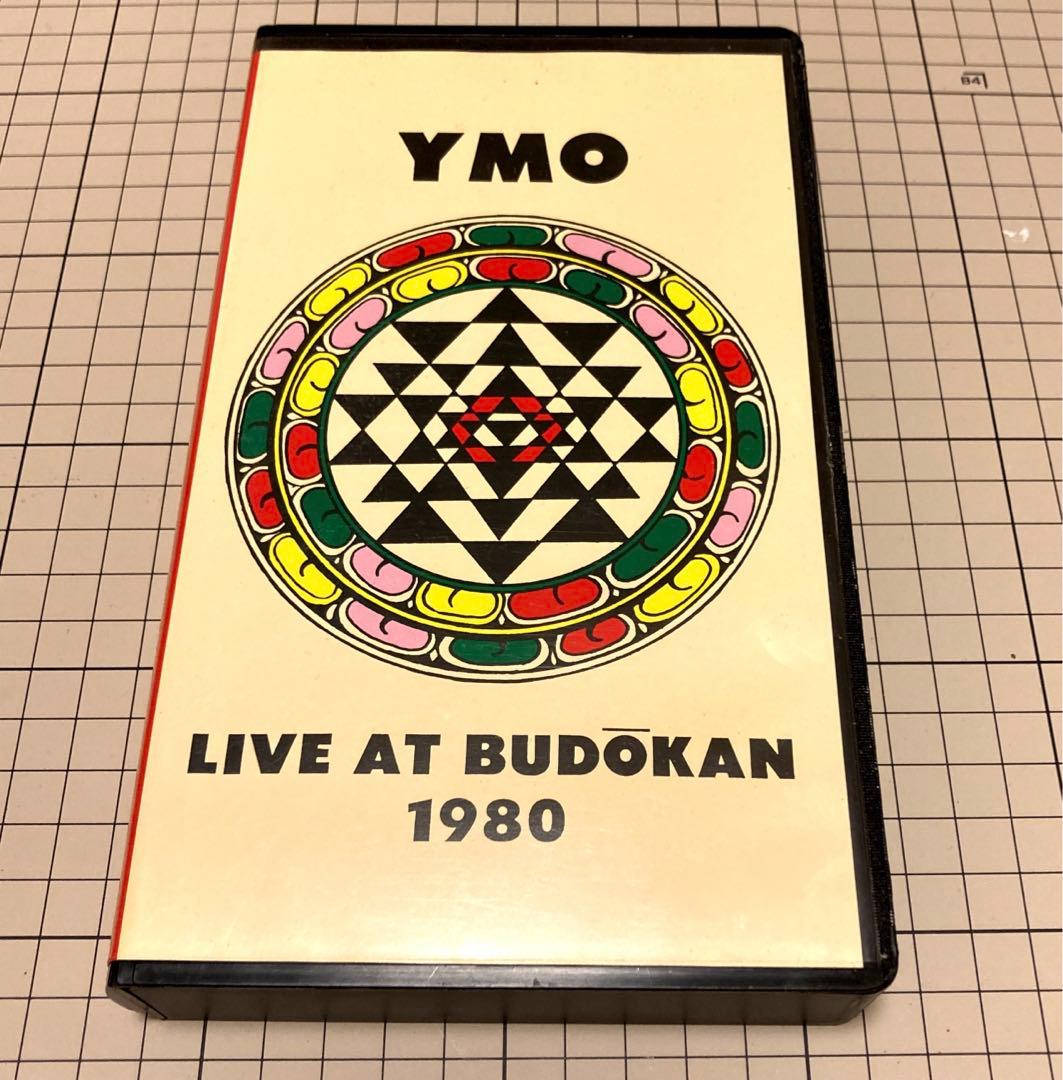 YMO
LIVE AT BUDŌKAN
1980
B4